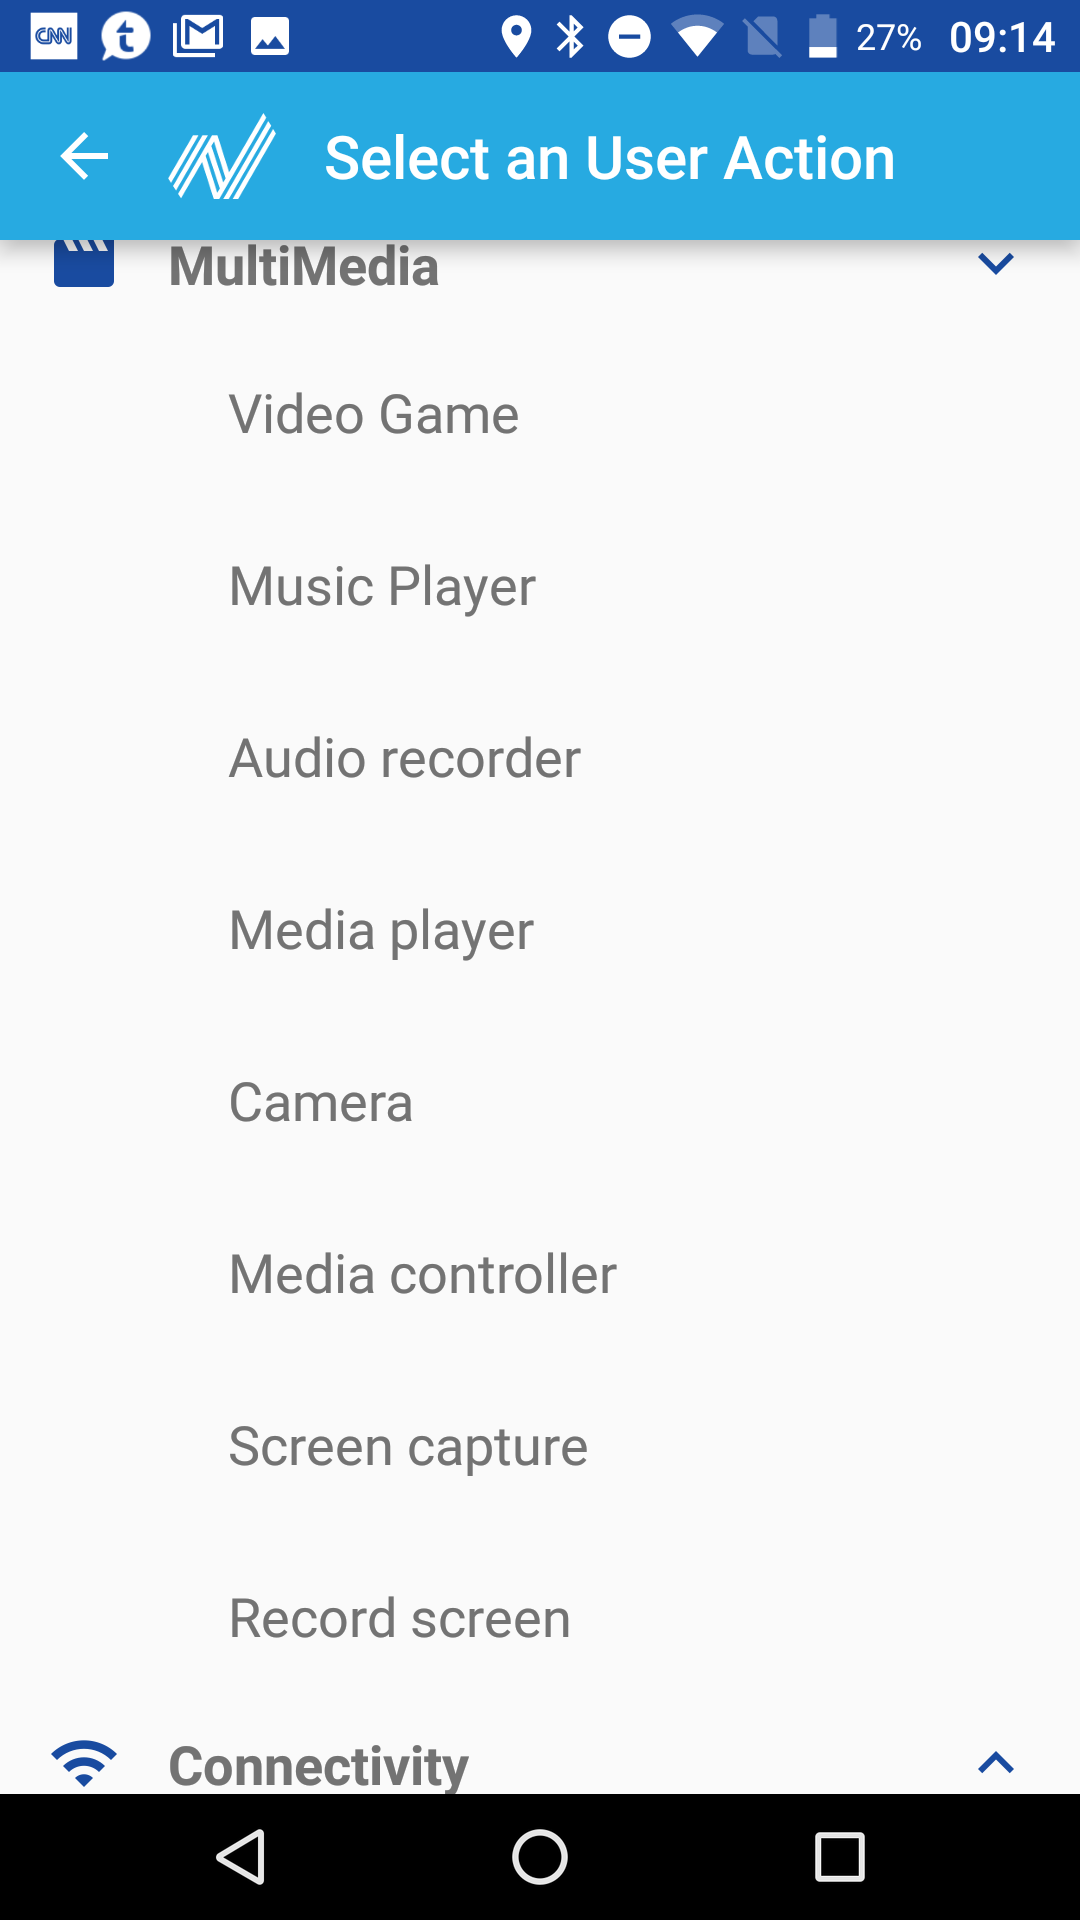 CNN
t
27% 09:14
Select an User Action
MultiMedia
Video Game
Music Player
Audio recorder
Media player
Camera
Media controller
Screen capture
Record screen
Connectivity